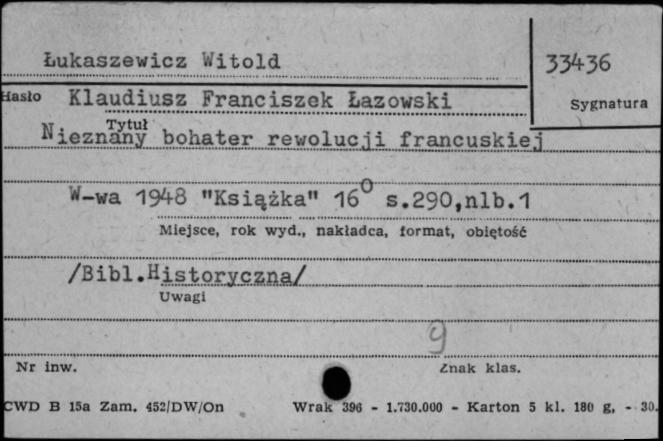 Łukaszewicz Witold
33436
Hasło Klaudiusz Franciszek Łazowski
Sygnatura
Tytuł
Nieznany bohater rewolucji francuskiej
W-wa 1948 "Książka" 16° s.290,nlb.1
Miejsce, rok wyd., nakładca, format, objętość
/Bibl.Historyczna/
Uwagi
9
Nr inw.
Znak klas.
CWD B 15a Zam. 452/DW/On Wrak 396 - 1.730.000 - Karton 5 kl. 180 g, - 30.